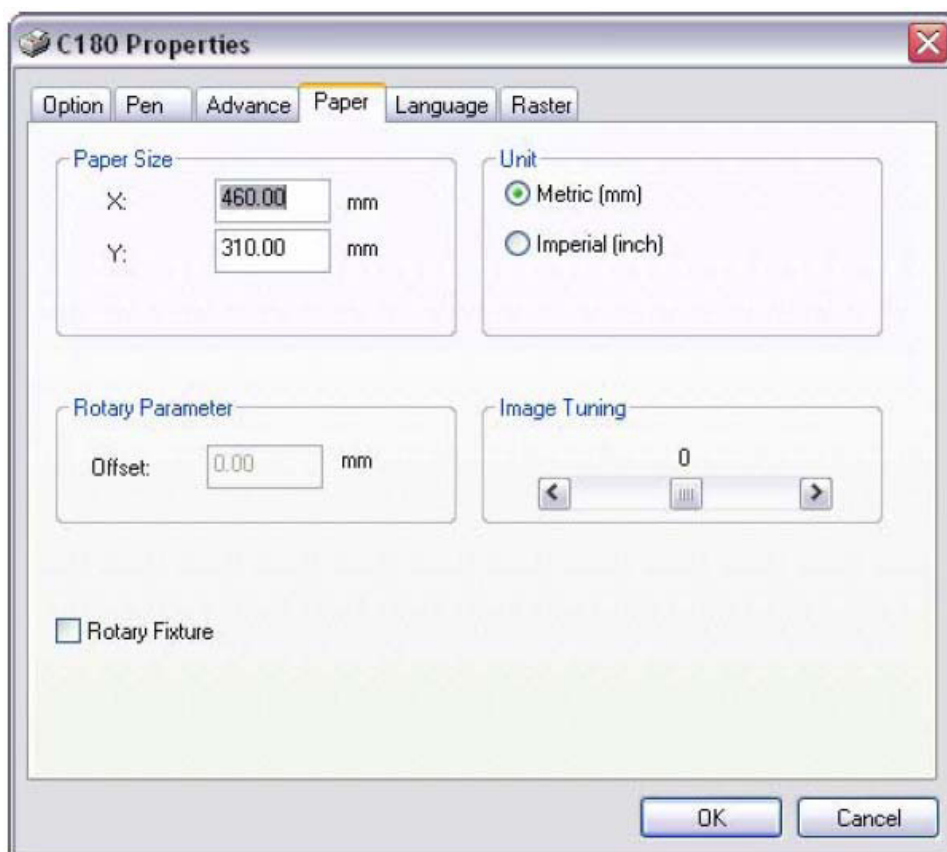 C180 Properties
Option Pen Advance Paper Language Raster
Paper Size
X: 460.00 mm
Y: 310.00 mm
Unit
Metric (mm)
Imperial (inch)
Rotary Parameter
Offset: 0.00 mm
Image Tuning
0
Rotary Fixture
OK Cancel